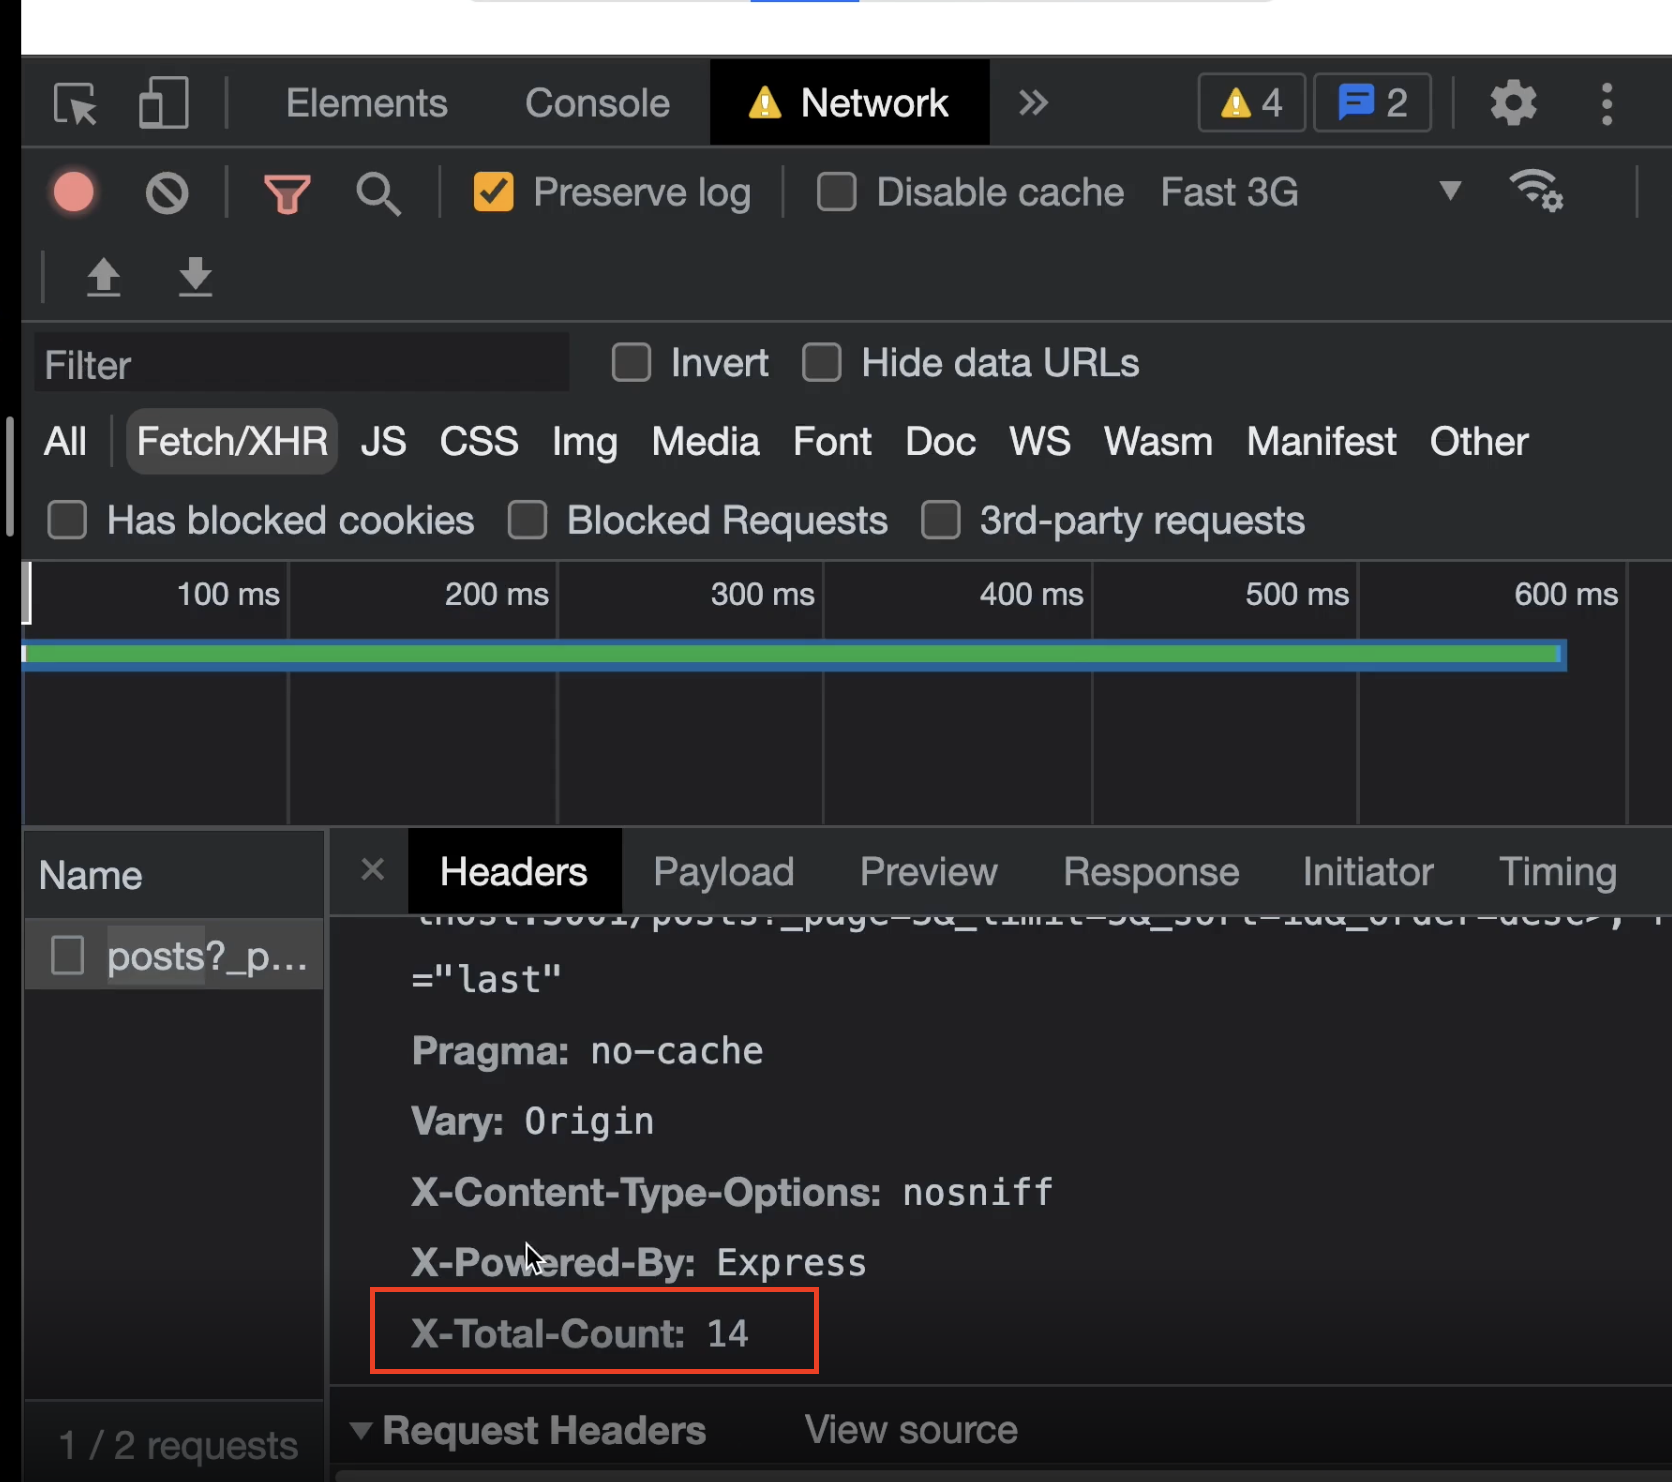 Elements Console Network 4 2
Preserve log Disable cache Fast 3G
Filter Invert Hide data URLs
All Fetch/XHR JS CSS Img Media Font Doc WS Wasm Manifest Other
Has blocked cookies Blocked Requests 3rd-party requests
100 ms 200 ms 300 ms 400 ms 500 ms 600 ms
Name Headers Payload Preview Response Initiator Timing
posts?_p...
="last"
Pragma: no-cache
Vary: Origin
X-Content-Type-Options: nosniff
X-Powered-By: Express
X-Total-Count: 14
Request Headers View source
1 / 2 requests